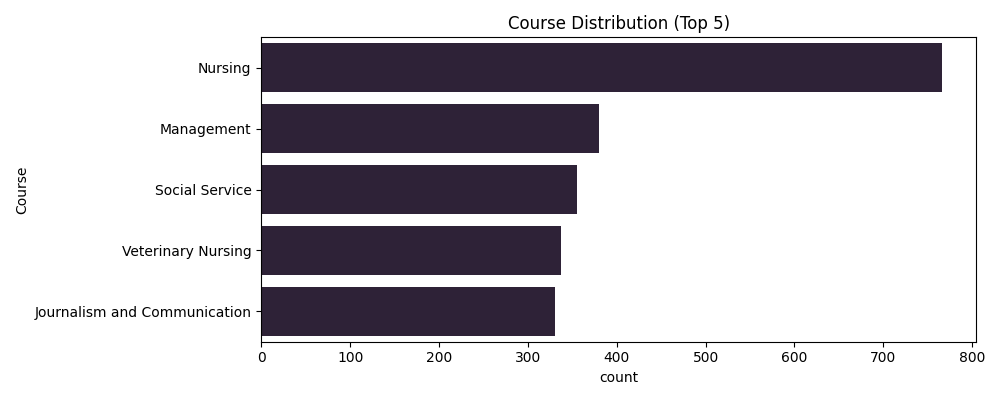 Course Distribution (Top 5)
Course
Nursing
Management
Social Service
Veterinary Nursing
Journalism and Communication
0 100 200 300 400 500 600 700 800
count